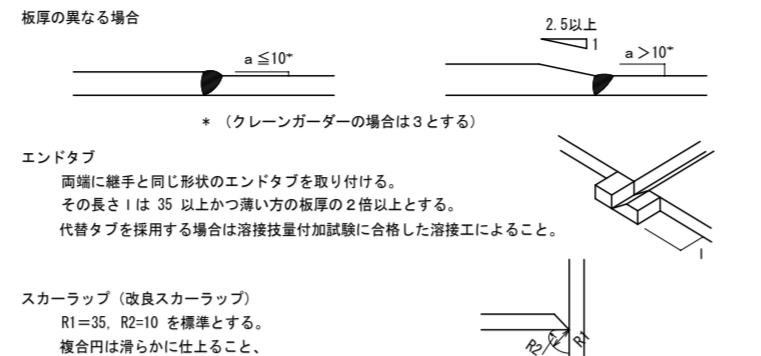 板厚の異なる場合
2.5以上
1
a≦10*
a＞10*
* （クレーンガーダーの場合は３とする）
エンドタブ
両端に継手と同じ形状のエンドタブを取り付ける。
その長さｌは 35 以上かつ薄い方の板厚の２倍以上とする。
代替タブを採用する場合は溶接技量付加試験に合格した溶接工によること。
l
スカーラップ（改良スカーラップ）
R1＝35, R2=10 を標準とする。
複合円は滑らかに仕上ること、
R2
R1